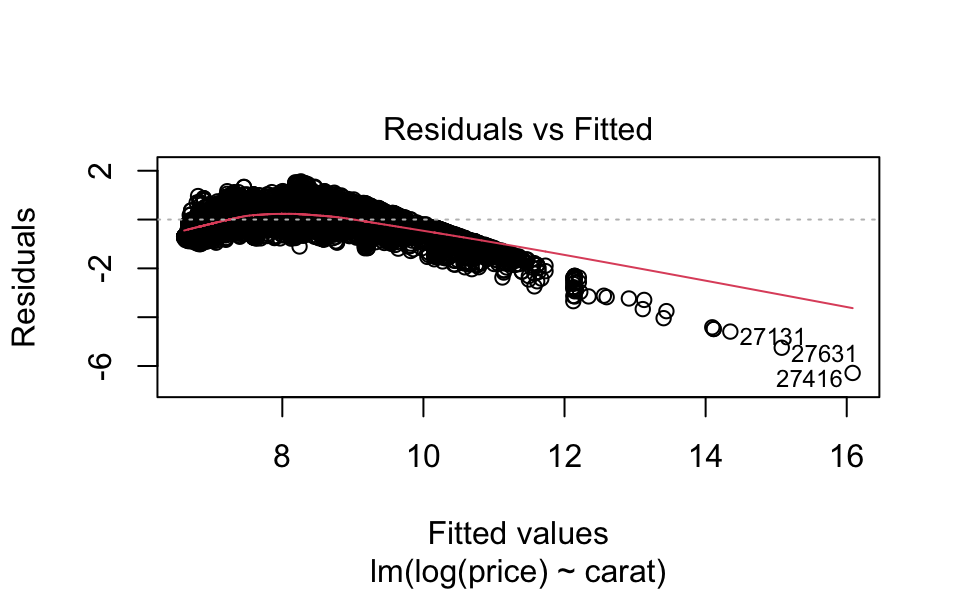 Residuals vs Fitted
Residuals
2
-2
-6
27131
27631
27416
8 10 12 14 16
Fitted values
lm(log(price) ~ carat)